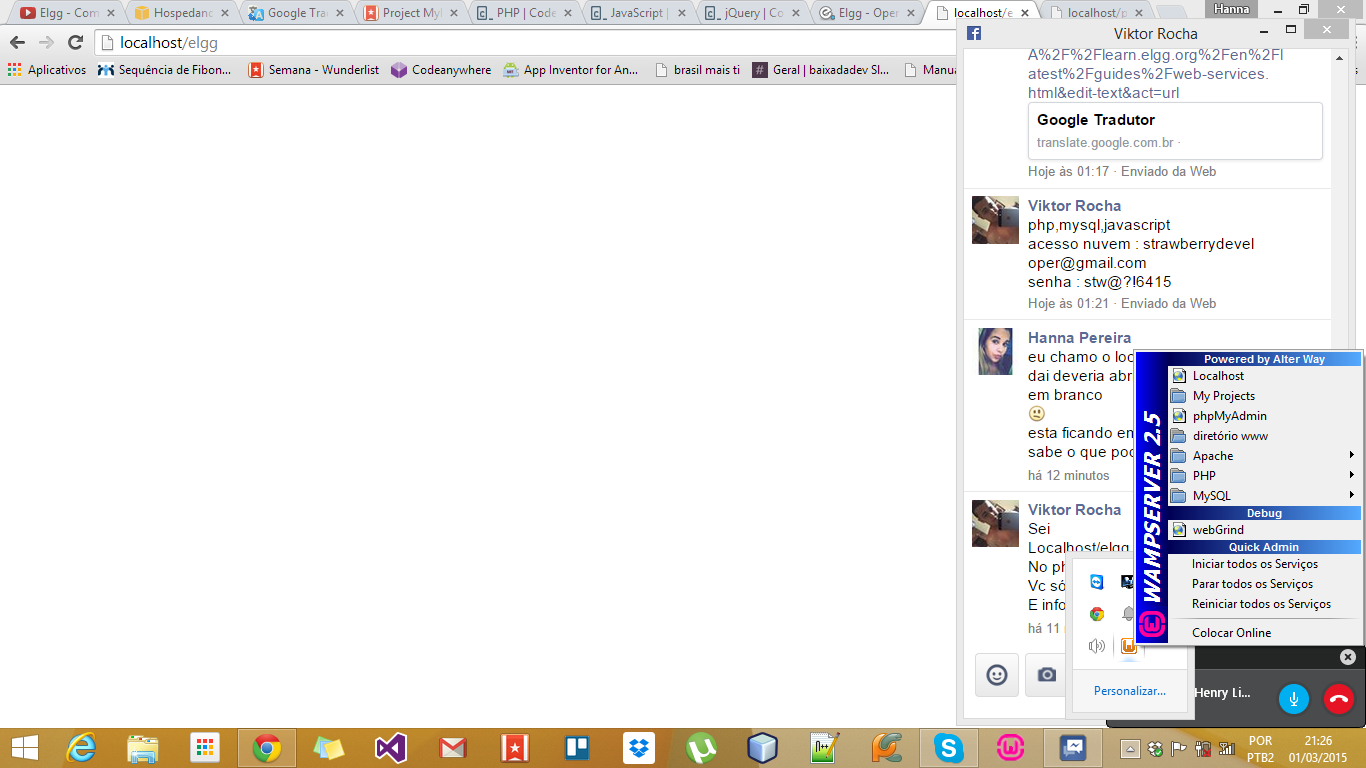 Elgg - Com
Hospedand
Google Tra
Project Myl
PHP | Code
JavaScript |
jQuery | Co
Elgg - Oper
localhost/e
localhost/p
Hanna
localhost/elgg
Aplicativos
Sequência de Fibon...
Semana - Wunderlist
Codeanywhere
App Inventor for An...
brasil mais ti
Geral | baixadadev Sl...
Manua
Viktor Rocha
A%2F%2Flearn.elgg.org%2Fen%2Fl
atest%2Fguides%2Fweb-services.
html&edit-text&act=url
Google Tradutor
translate.google.com.br ·
Hoje às 01:17 · Enviado da Web
Viktor Rocha
php,mysql,javascript
acesso nuvem : strawberrydevel
oper@gmail.com
senha : stw@?!6415
Hoje às 01:21 · Enviado da Web
Hanna Pereira
eu chamo o loc
dai deveria abr
em branco
esta ficando en
sabe o que poc
há 12 minutos
Viktor Rocha
Sei
Localhost/elgg
No ph
Vc só
E info
há 11
Powered by Alter Way
Localhost
My Projects
phpMyAdmin
diretório www
Apache
PHP
MySQL
Debug
webGrind
Quick Admin
Iniciar todos os Serviços
Parar todos os Serviços
Reiniciar todos os Serviços
Colocar Online
WAMPSERVER 2.5
Personalizar...
Henry Li...
POR
PTB2
21:26
01/03/2015